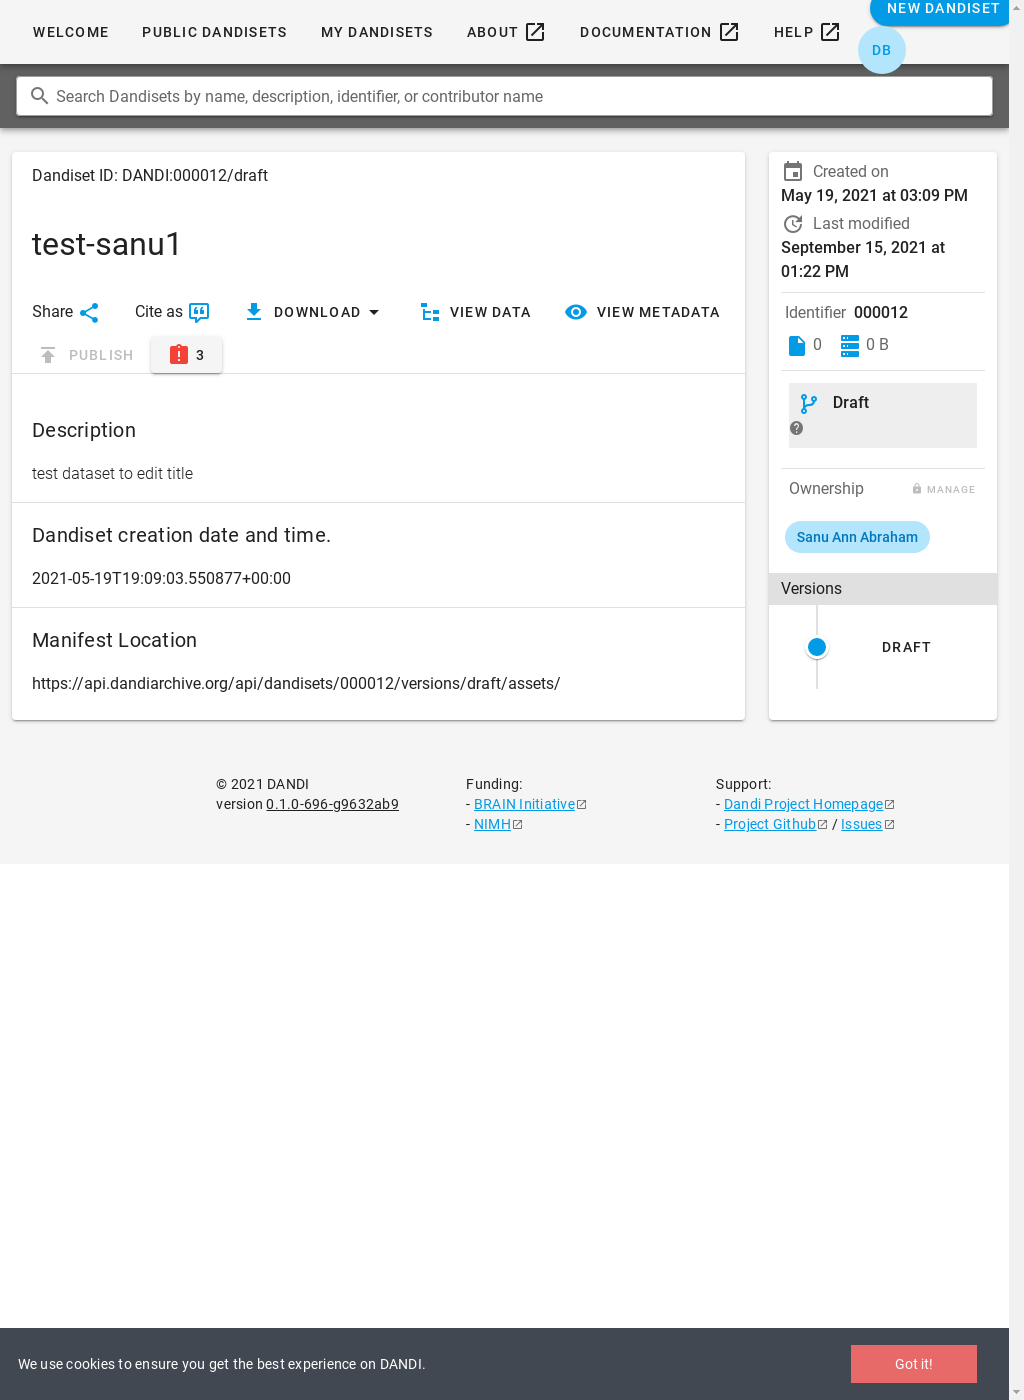 WELCOME PUBLIC DANDISETS MY DANDISETS ABOUT DOCUMENTATION HELP NEW DANDISET
DB
Search Dandisets by name, description, identifier, or contributor name
Dandiset ID: DANDI:000012/draft
test-sanu1
Share Cite as DOWNLOAD VIEW DATA VIEW METADATA
PUBLISH 3
Description
test dataset to edit title
Dandiset creation date and time.
2021-05-19T19:09:03.550877+00:00
Manifest Location
https://api.dandiarchive.org/api/dandisets/000012/versions/draft/assets/
Created on
May 19, 2021 at 03:09 PM
Last modified
September 15, 2021 at
01:22 PM
Identifier 000012
0 0 B
Draft
Ownership MANAGE
Sanu Ann Abraham
Versions
DRAFT
© 2021 DANDI
version 0.1.0-696-g9632ab9
Funding:
- BRAIN Initiative
- NIMH
Support:
- Dandi Project Homepage
- Project Github / Issues
We use cookies to ensure you get the best experience on DANDI.
Got it!